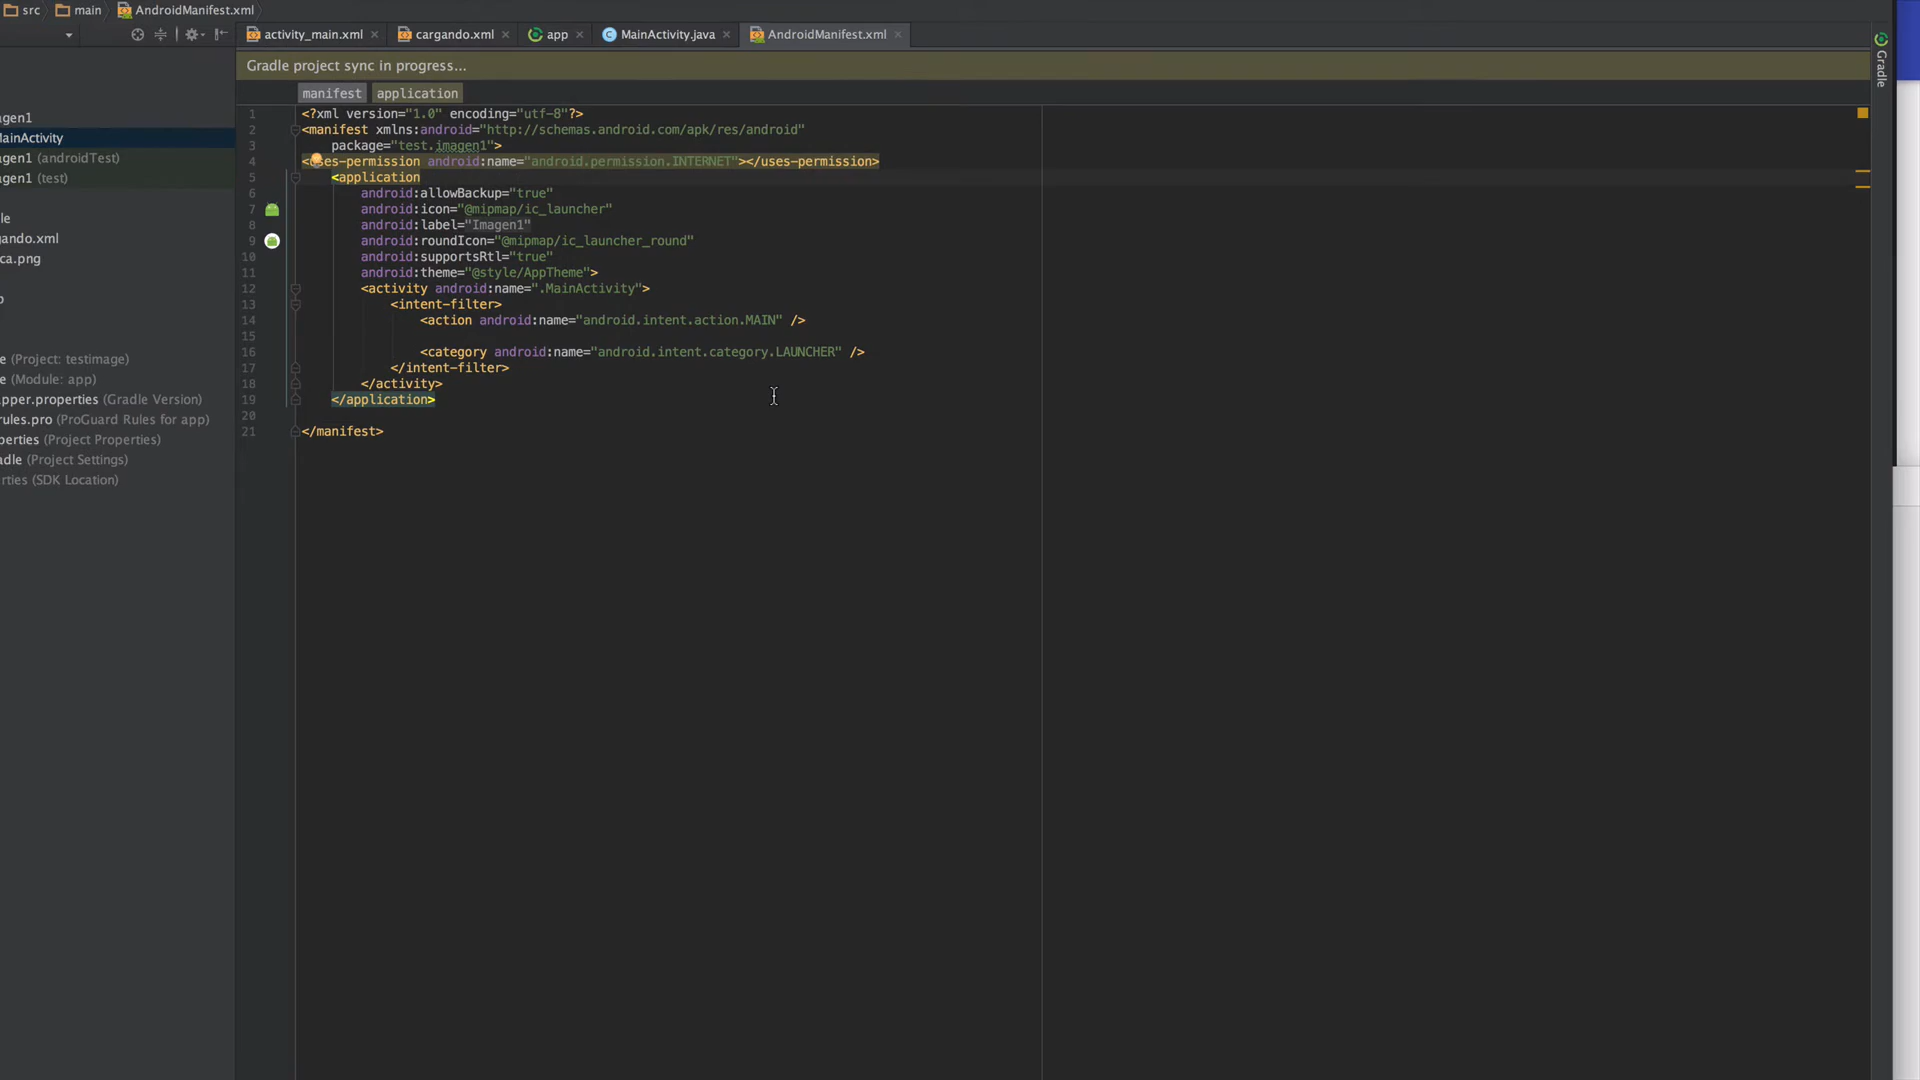 src main AndroidManifest.xml
activity_main.xml cargando.xml app MainActivity.java AndroidManifest.xml
Gradle project sync in progress...
manifest application
agen1
MainActivity
agen1 (androidTest)
agen1 (test)
le
gando.xml
ca.png
e (Project: testimage)
e (Module: app)
pper.properties (Gradle Version)
rules.pro (ProGuard Rules for app)
perties (Project Properties)
adle (Project Settings)
rties (SDK Location)
1 <?xml version="1.0" encoding="utf-8"?>
2 <manifest xmlns:android="http://schemas.android.com/apk/res/android"
3 package="test.imagen1">
4 <uses-permission android:name="android.permission.INTERNET"></uses-permission>
5 <application
6 android:allowBackup="true"
7 android:icon="@mipmap/ic_launcher"
8 android:label="Imagen1"
9 android:roundIcon="@mipmap/ic_launcher_round"
10 android:supportsRtl="true"
11 android:theme="@style/AppTheme">
12 <activity android:name=".MainActivity">
13 <intent-filter>
14 <action android:name="android.intent.action.MAIN" />
15
16 <category android:name="android.intent.category.LAUNCHER" />
17 </intent-filter>
18 </activity>
19 </application>
20
21 </manifest>
Gradle